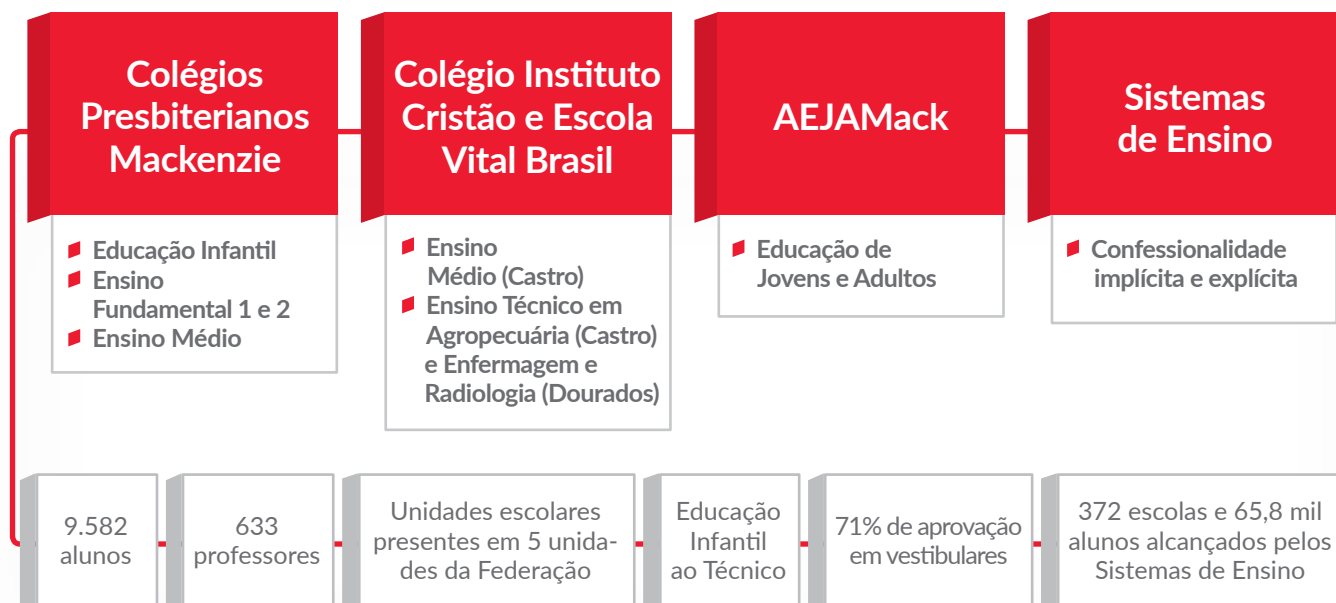 Colégios
Presbiterianos
Mackenzie
Educação Infantil
Ensino
Fundamental 1 e 2
Ensino Médio
Colégio Instituto
Cristão e Escola
Vital Brasil
Ensino
Médio (Castro)
Ensino Técnico em
Agropecuária (Castro)
e Enfermagem e
Radiologia (Dourados)
AEJAMack
Educação de
Jovens e Adultos
Sistemas
de Ensino
Confessionalidade
implícita e explícita
9.582
alunos
633
professores
Unidades escolares
presentes em 5 unida-
des da Federação
Educação
Infantil
ao Técnico
71% de aprovação
em vestibulares
372 escolas e 65,8 mil
alunos alcançados pelos
Sistemas de Ensino